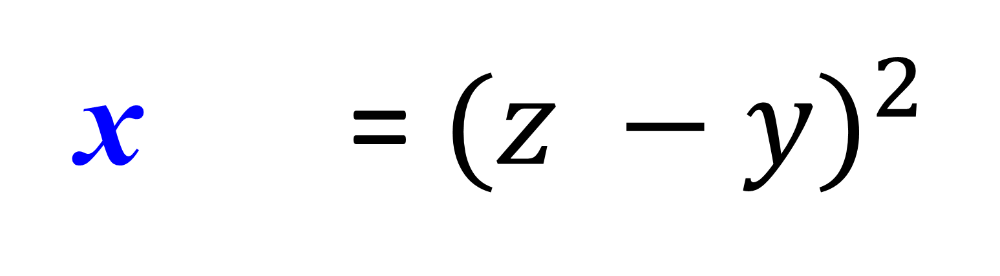 x = (z − y)²